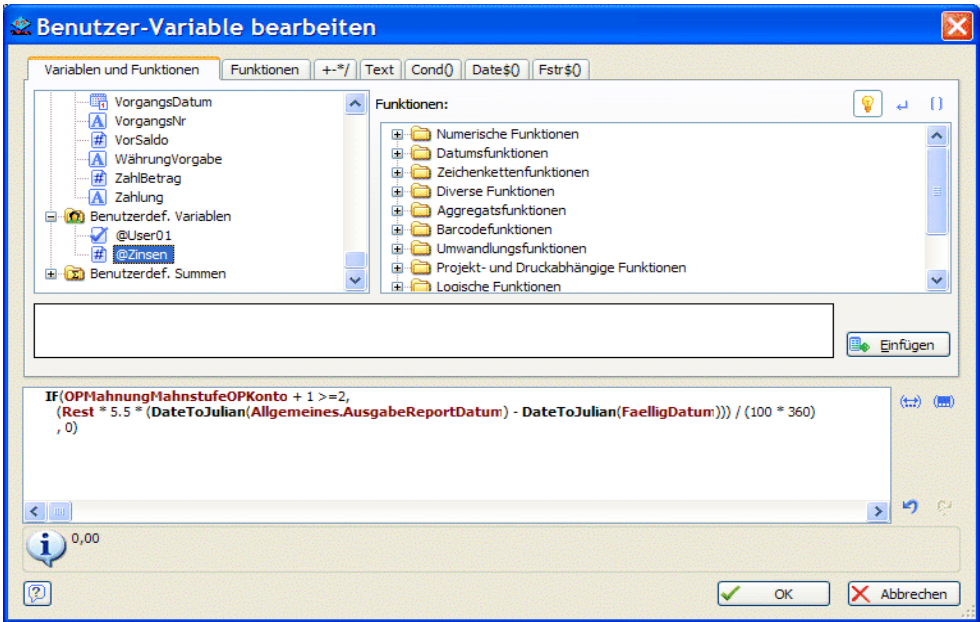 Benutzer-Variable bearbeiten
Variablen und Funktionen Funktionen +-*/ Text Cond() Date$() Fstr$()
VorgangsDatum
VorgangsNr
VorSaldo
WährungVorgabe
ZahlBetrag
Zahlung
Benutzerdef. Variablen
@User01
@Zinsen
Benutzerdef. Summen
Funktionen:
Numerische Funktionen
Datumsfunktionen
Zeichenkettenfunktionen
Diverse Funktionen
Aggregatsfunktionen
Barcodefunktionen
Umwandlungsfunktionen
Projekt- und Druckabhängige Funktionen
Logische Funktionen
Einfügen
IF(OPMahnungMahnstufeOPKonto + 1 >=2,
(Rest * 5.5 * (DateToJulian(Allgemeines.AusgabeReportDatum) - DateToJulian(FaelligDatum))) / (100 * 360)
, 0)
0,00
OK Abbrechen